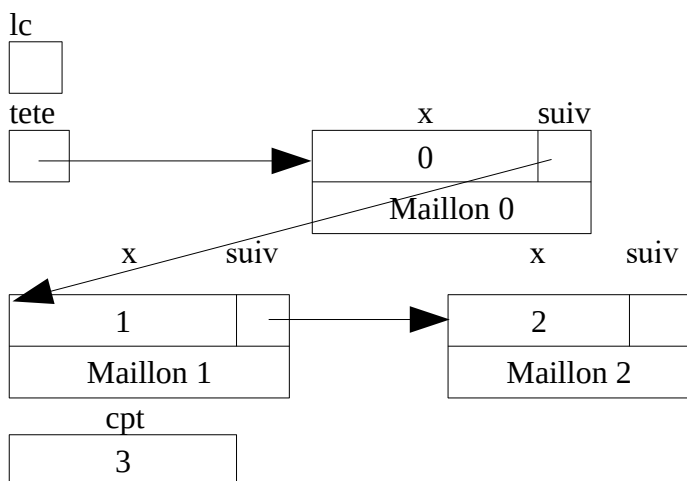 lc
tete
x suiv
0
Maillon 0
x suiv x suiv
1 2
Maillon 1 Maillon 2
cpt
3